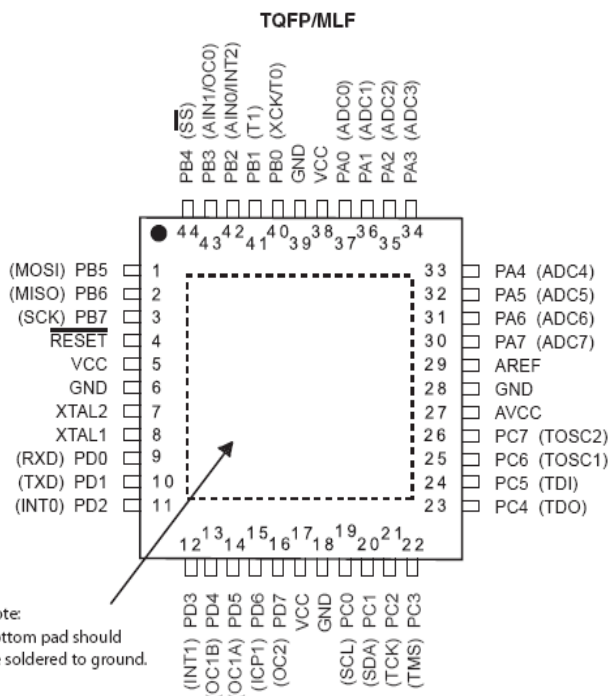 TQFP/MLF
PB4 (SS)
PB3 (AIN1/OC0)
PB2 (AIN0/INT2)
PB1 (T1)
PB0 (XCK/T0)
GND
VCC
PA0 (ADC0)
PA1 (ADC1)
PA2 (ADC2)
PA3 (ADC3)
44 43 42 41 40 39 38 37 36 35 34
(MOSI) PB5 1
(MISO) PB6 2
(SCK) PB7 3
RESET 4
VCC 5
GND 6
XTAL2 7
XTAL1 8
(RXD) PD0 9
(TXD) PD1 10
(INT0) PD2 11
33 PA4 (ADC4)
32 PA5 (ADC5)
31 PA6 (ADC6)
30 PA7 (ADC7)
29 AREF
28 GND
27 AVCC
26 PC7 (TOSC2)
25 PC6 (TOSC1)
24 PC5 (TDI)
23 PC4 (TDO)
12 13 14 15 16 17 18 19 20 21 22
(INT1) PD3
OC1B) PD4
OC1A) PD5
(ICP1) PD6
(OC2) PD7
VCC
GND
(SCL) PC0
(SDA) PC1
(TCK) PC2
(TMS) PC3
ote:
ttom pad should
e soldered to ground.